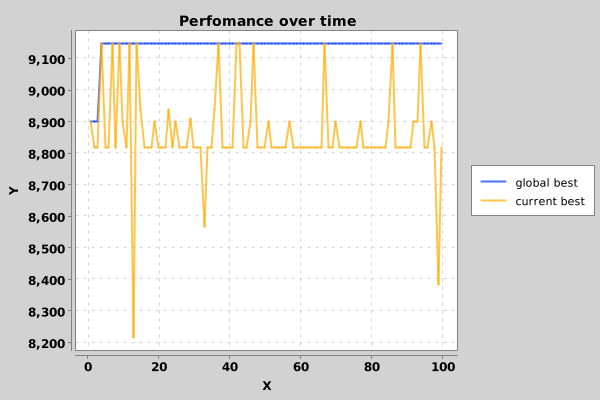 Perfomance over time
9,100
9,000
8,900
8,800
8,700
8,600
8,500
8,400
8,300
8,200
Y
0 20 40 60 80 100
X
global best
current best